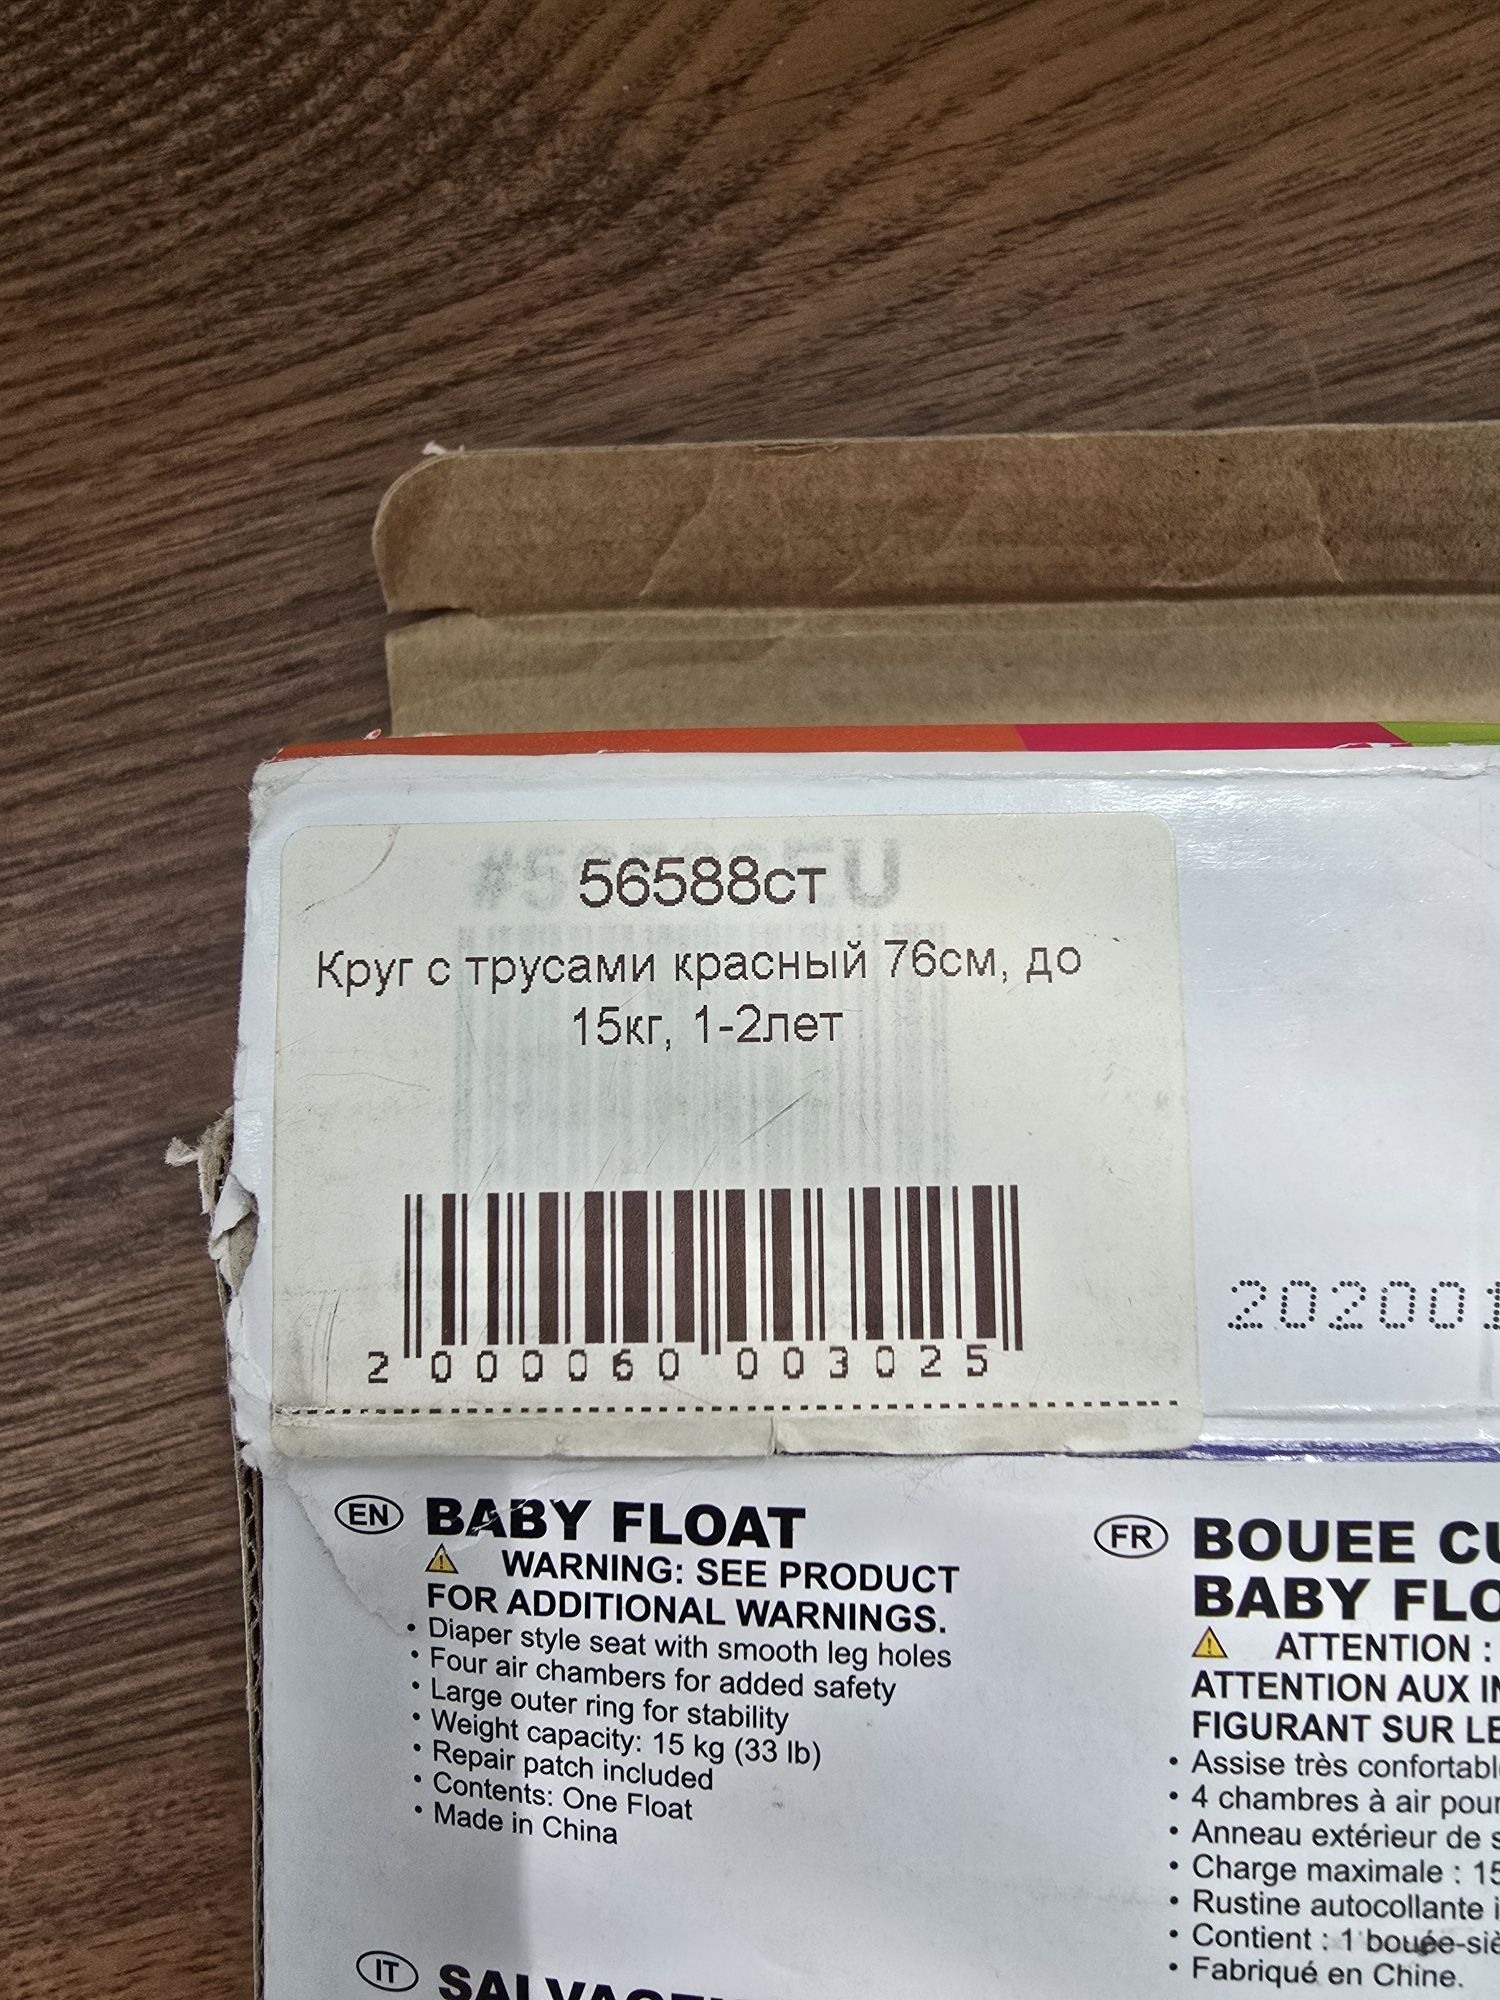 56588ст
Круг с трусами красный 76см, до
15кг, 1-2лет
2 000060 003025
202001
EN BABY FLOAT
WARNING: SEE PRODUCT
FOR ADDITIONAL WARNINGS.
• Diaper style seat with smooth leg holes
• Four air chambers for added safety
• Large outer ring for stability
• Weight capacity: 15 kg (33 lb)
• Repair patch included
• Contents: One Float
• Made in China
FR BOUEE
BABY
ATTENTION :
ATTENTION AUX
FIGURANT SUR
• Assise très
• 4 chambres à air
• Anneau extérieur de
• Charge maximale : 15
• Rustine autocollante
• Contient : 1
• Fabriqué en Chine.
IT